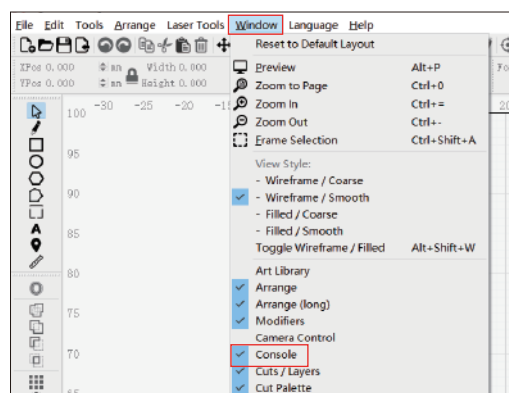 File Edit Tools Arrange Laser Tools Window Language Help
Reset to Default Layout
XPos 0.000 mm Width 0.000
YPos 0.000 mm Height 0.000
Preview Alt+P
Zoom to Page Ctrl+0
Zoom In Ctrl+=
Zoom Out Ctrl+-
Frame Selection Ctrl+Shift+A
View Style:
- Wireframe / Coarse
- Wireframe / Smooth
- Filled / Coarse
- Filled / Smooth
Toggle Wireframe / Filled Alt+Shift+W
Art Library
Arrange
Arrange (long)
Modifiers
Camera Control
Console
Cuts / Layers
Cut Palette
-30 -25 -20
100
95
90
85
80
75
70
65
A